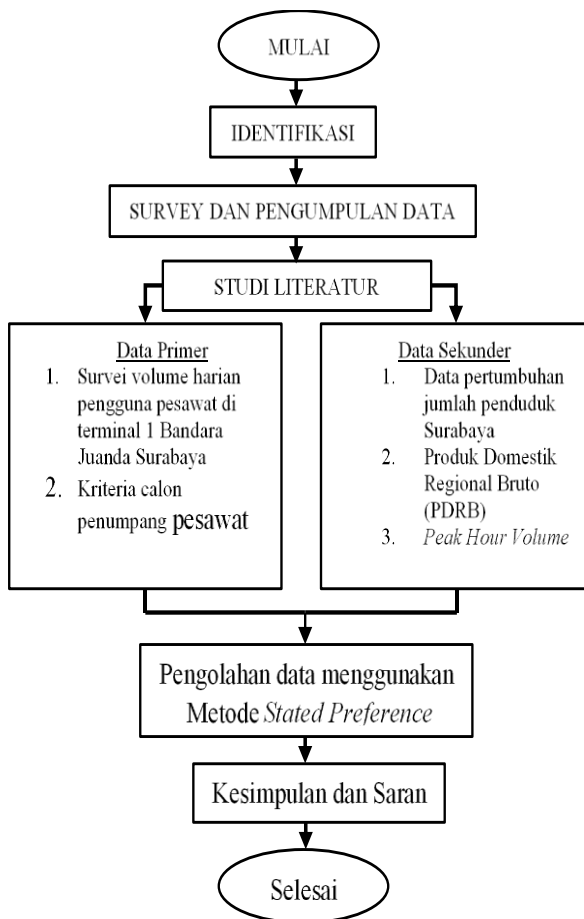 MULAI
IDENTIFIKASI
SURVEY DAN PENGUMPULAN DATA
STUDI LITERATUR
Data Primer
1. Survei volume harian
pengguna pesawat di
terminal 1 Bandara
Juanda Surabaya
2. Kriteria calon
penumpang pesawat
Data Sekunder
1. Data pertumbuhan
jumlah penduduk
Surabaya
2. Produk Domestik
Regional Bruto
(PDRB)
3. Peak Hour Volume
Pengolahan data menggunakan
Metode Stated Preference
Kesimpulan dan Saran
Selesai